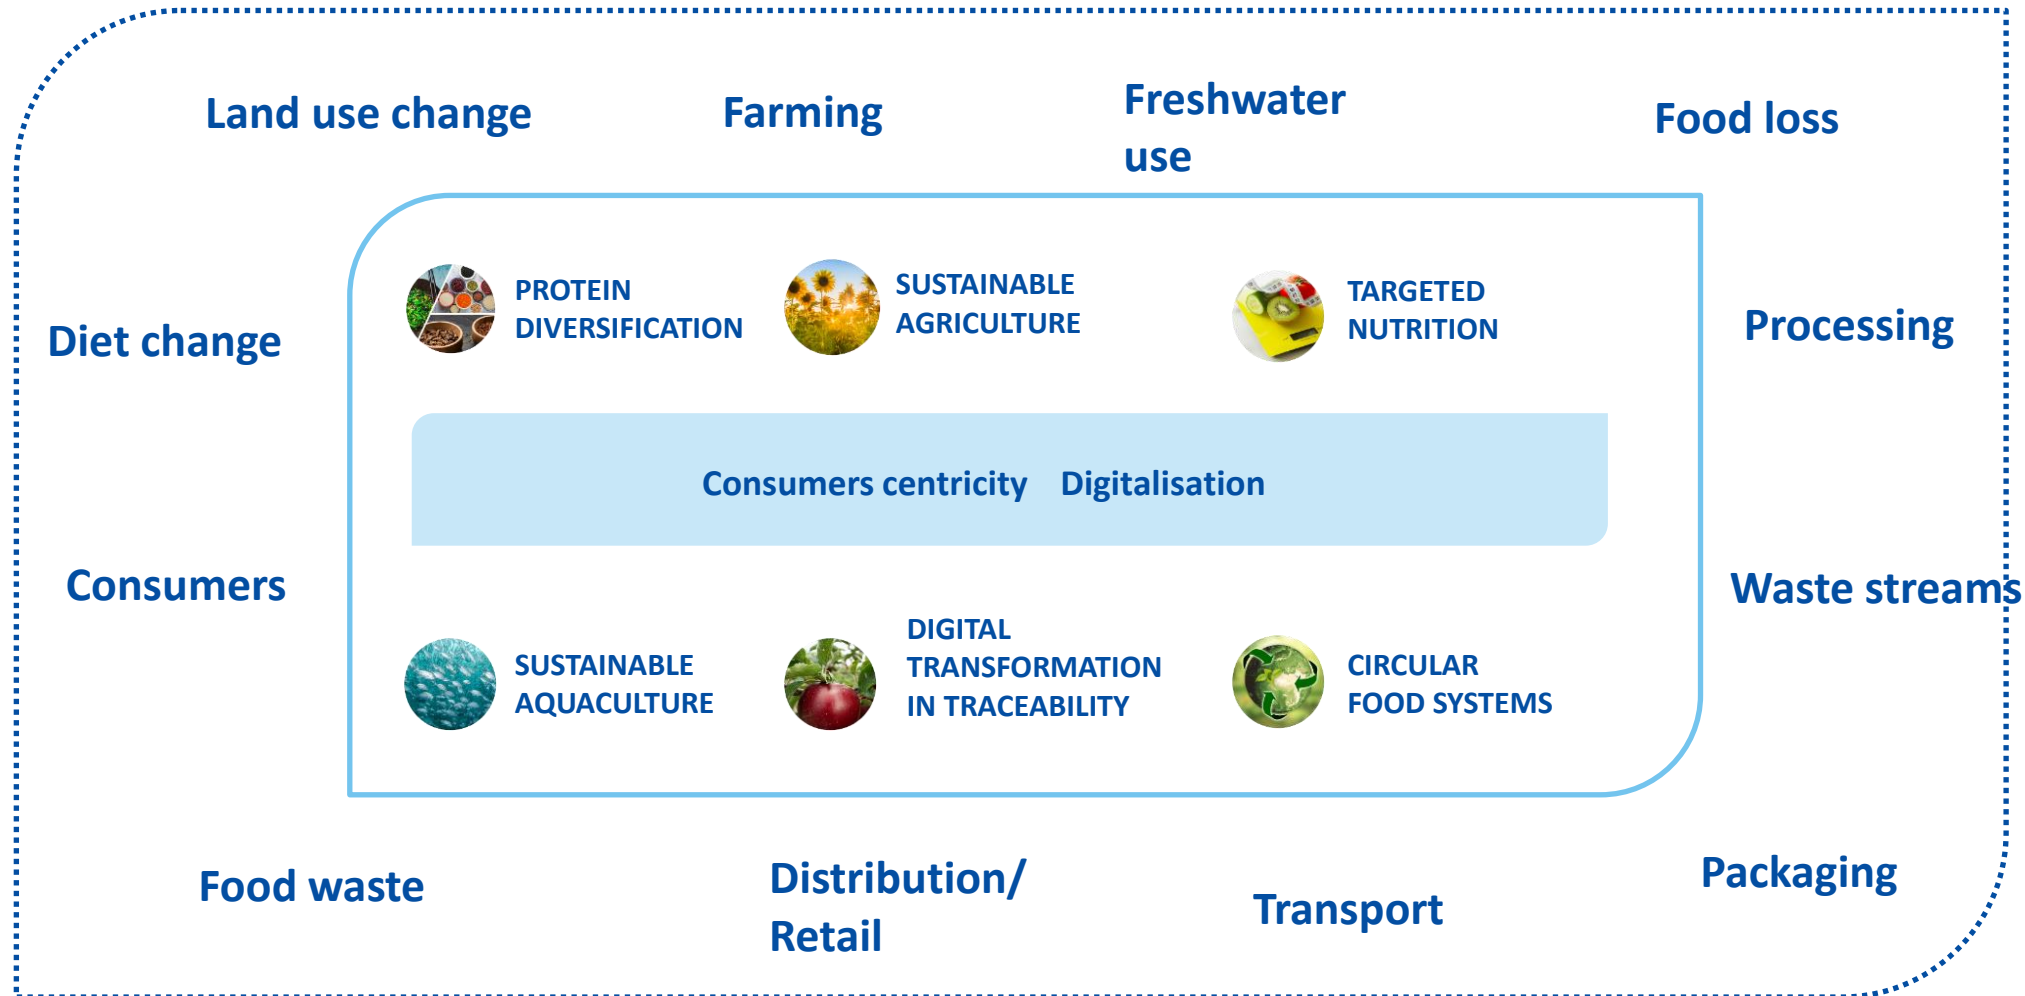 Land use change
Farming
Freshwater
use
Food loss
Diet change
PROTEIN
DIVERSIFICATION
SUSTAINABLE
AGRICULTURE
TARGETED
NUTRITION
Processing
Consumers centricity Digitalisation
Consumers
SUSTAINABLE
AQUACULTURE
DIGITAL
TRANSFORMATION
IN TRACEABILITY
CIRCULAR
FOOD SYSTEMS
Waste streams
Food waste
Distribution/
Retail
Transport
Packaging